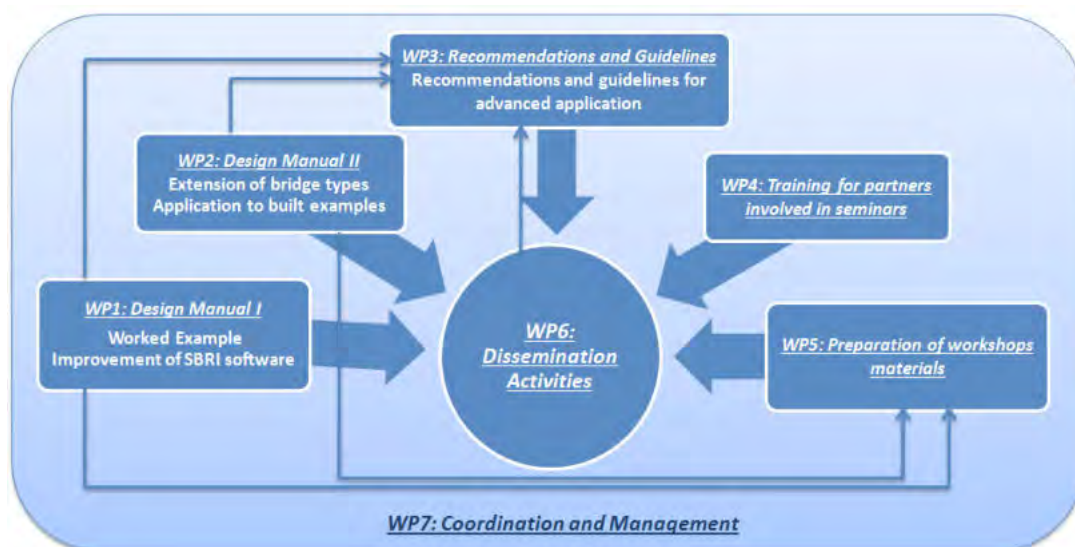 WP3: Recommendations and Guidelines
Recommendations and guidelines for
advanced application
WP2: Design Manual II
Extension of bridge types
Application to built examples
WP4: Training for partners
involved in seminars
WP1: Design Manual I
Worked Example
Improvement of SBRI software
WP6:
Dissemination
Activities
WP5: Preparation of workshops
materials
WP7: Coordination and Management